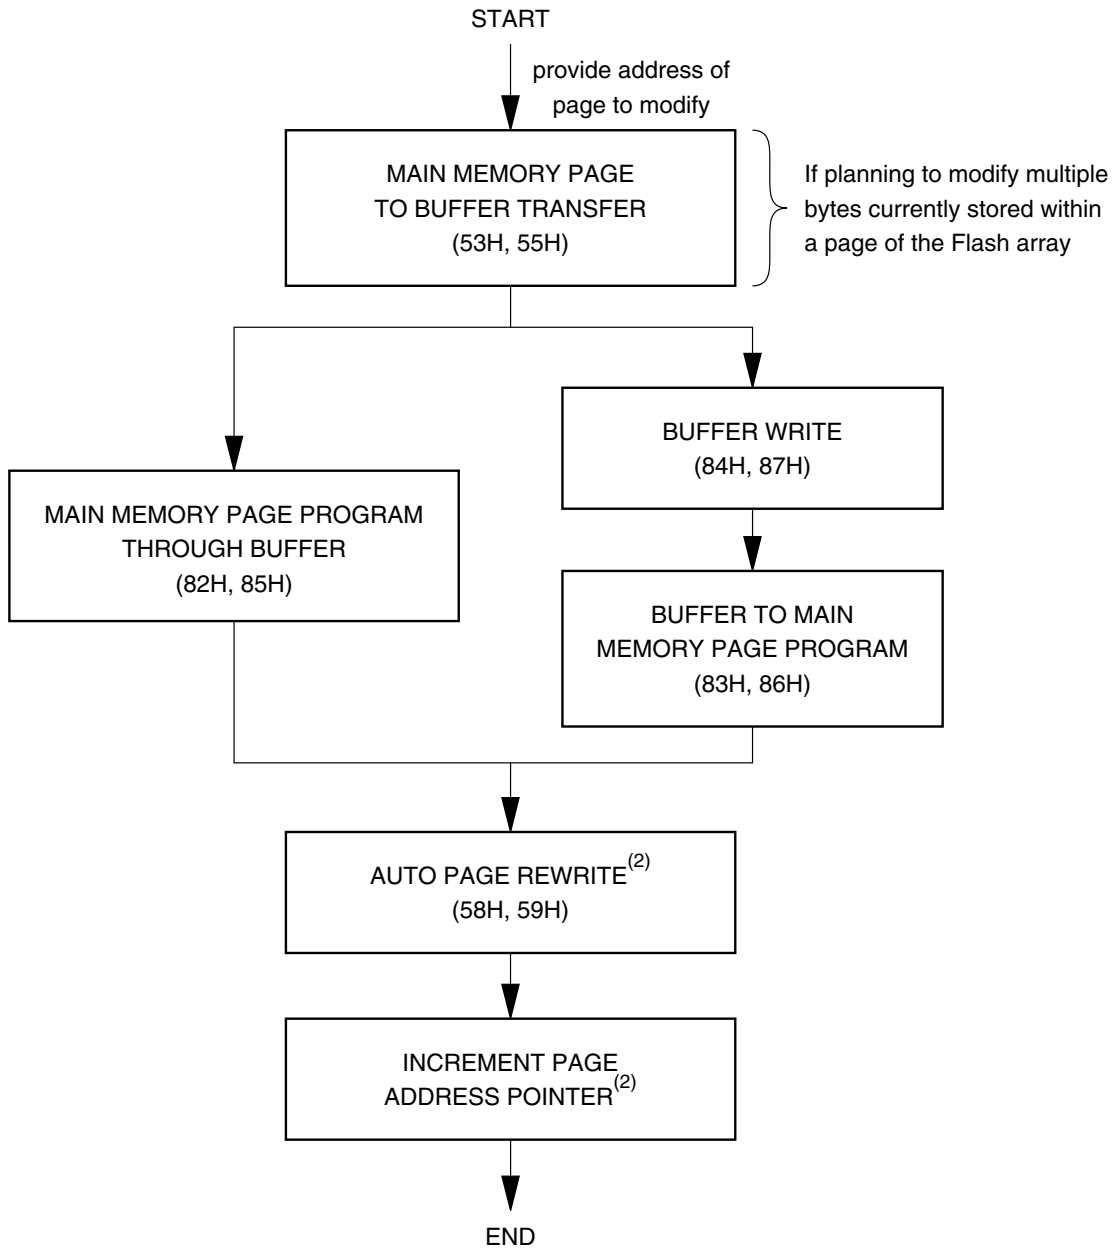 START
provide address of
page to modify
MAIN MEMORY PAGE
TO BUFFER TRANSFER
(53H, 55H)
If planning to modify multiple
bytes currently stored within
a page of the Flash array
BUFFER WRITE
(84H, 87H)
MAIN MEMORY PAGE PROGRAM
THROUGH BUFFER
(82H, 85H)
BUFFER TO MAIN
MEMORY PAGE PROGRAM
(83H, 86H)
AUTO PAGE REWRITE(2)
(58H, 59H)
INCREMENT PAGE
ADDRESS POINTER(2)
END